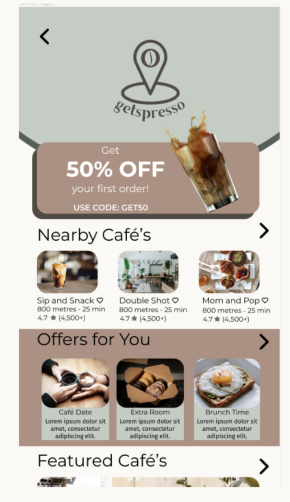 getspresso
Get
50% OFF
your first order!
USE CODE: GET50
Nearby Café's
Sip and Snack
800 metres - 25 min
4.7 ★ (4,500+)
Double Shot
800 metres - 25 min
4.7 ★ (4,500+)
Mom and Pop
800 metres - 25 min
4.7 ★ (4,500+)
Offers for You
Café Date
Lorem ipsum dolor sit
amet, consectetur
adipiscing elit.
Extra Room
Lorem ipsum dolor sit
amet, consectetur
adipiscing elit.
Brunch Time
Lorem ipsum dolor sit
amet, consectetur
adipiscing elit.
Featured Café's